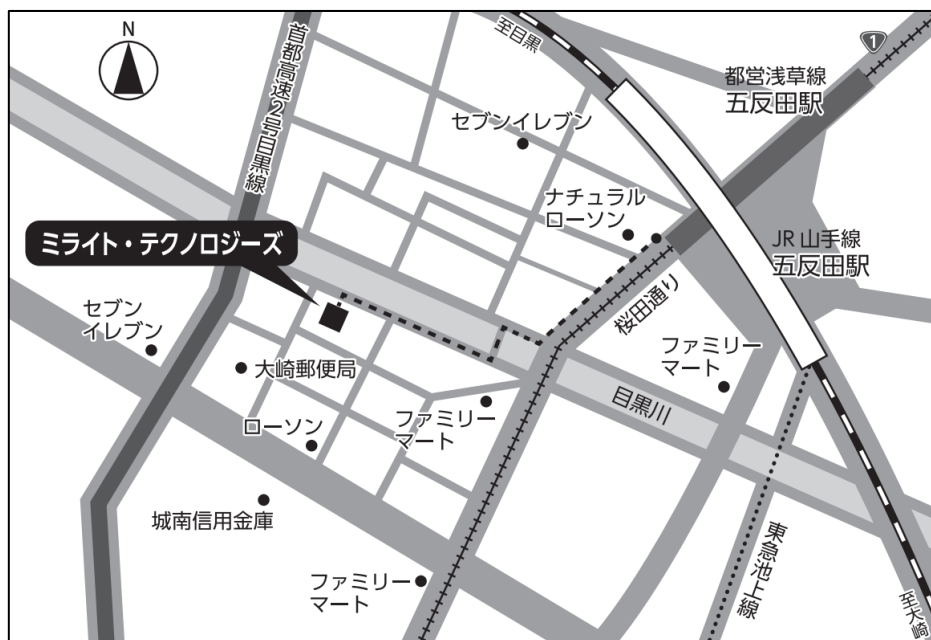 N
至目黒
首都高速2号目黒線
1
都営浅草線
五反田駅
セブンイレブン
ナチュラル
ローソン
JR 山手線
五反田駅
ミライト・テクノロジーズ
桜田通り
セブン
イレブン
大崎郵便局
ファミリー
マート
目黒川
ファミリー
マート
ローソン
城南信用金庫
東急池上線
ファミリー
マート
至大崎